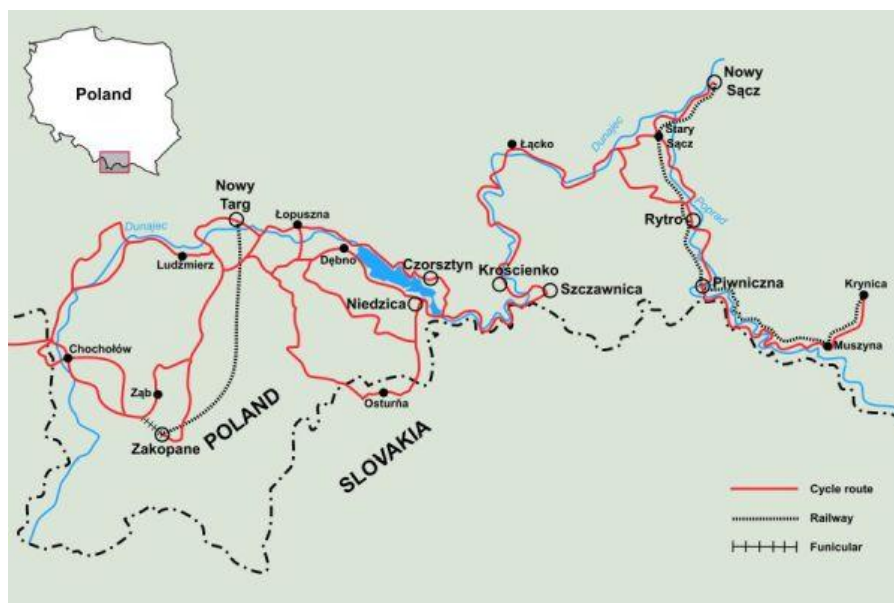 Poland
Nowy
Sącz
Dunajec
Stary
Sącz
Łącko
Nowy
Targ
Łopuszna
Dunajec
Poprad
Rytro
Ludźmierz
Dębno
Czorsztyn
Krościenko
Szczawnica
Piwniczna
Krynica
Niedzica
Muszyna
Chochołów
Ząb
Osturňa
Zakopane
POLAND
SLOVAKIA
Cycle route
Railway
Funicular